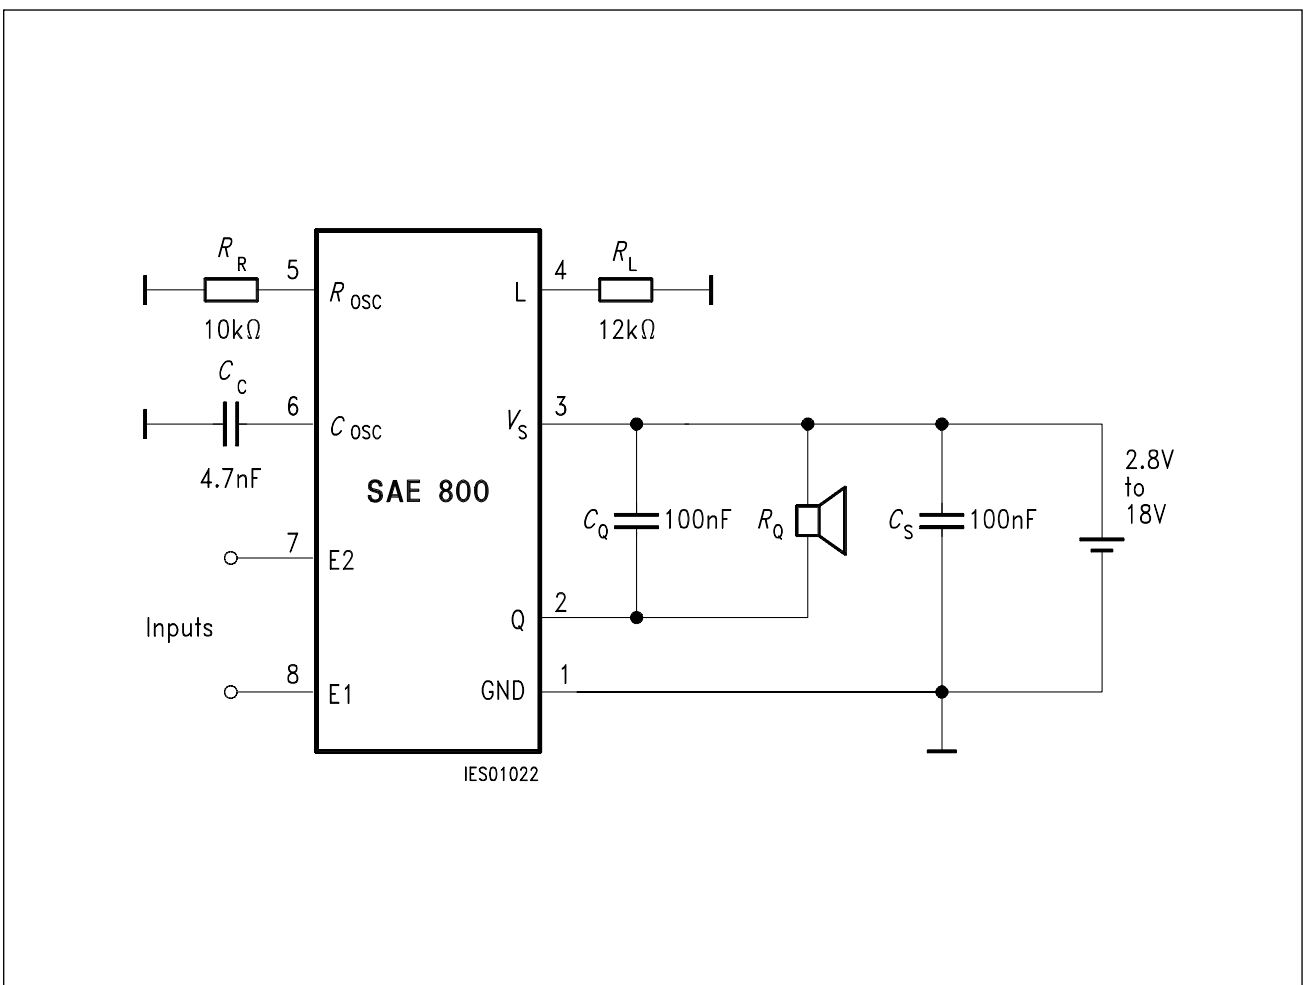 R R
5
R OSC
10kΩ
C C
6
C OSC
4.7nF
SAE 800
7
E2
Inputs
8
E1
4
R L
L
12kΩ
3
V S
2.8V
to
18V
C Q 100nF
R Q
C S 100nF
2
Q
1
GND
IES01022